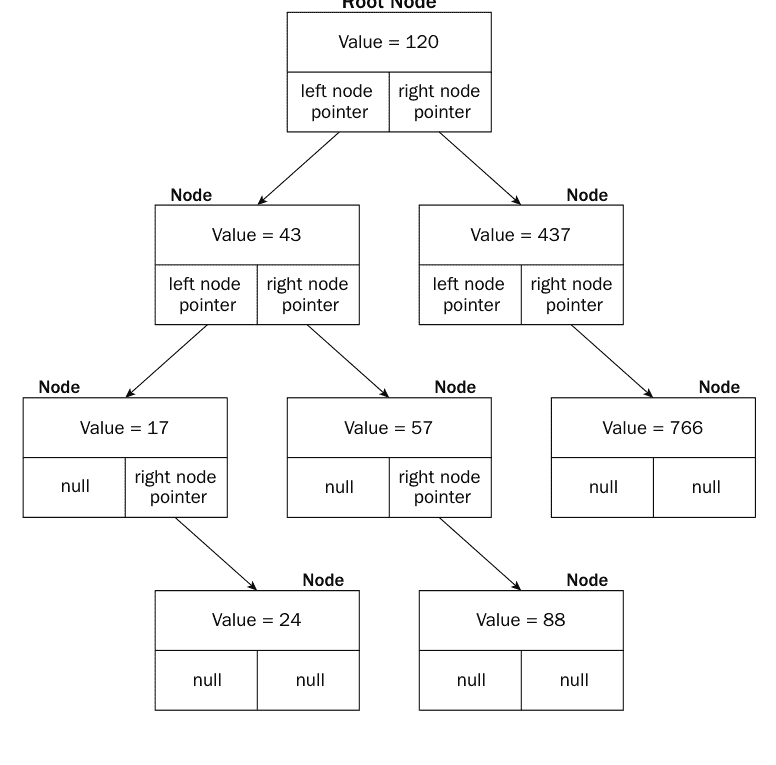 Root Node
Value = 120
left node
pointer
right node
pointer
Node
Value = 43
left node
pointer
right node
pointer
Node
Value = 437
left node
pointer
right node
pointer
Node
Value = 17
null
right node
pointer
Node
Value = 57
null
right node
pointer
Node
Value = 766
null
null
Node
Value = 24
null
null
Node
Value = 88
null
null